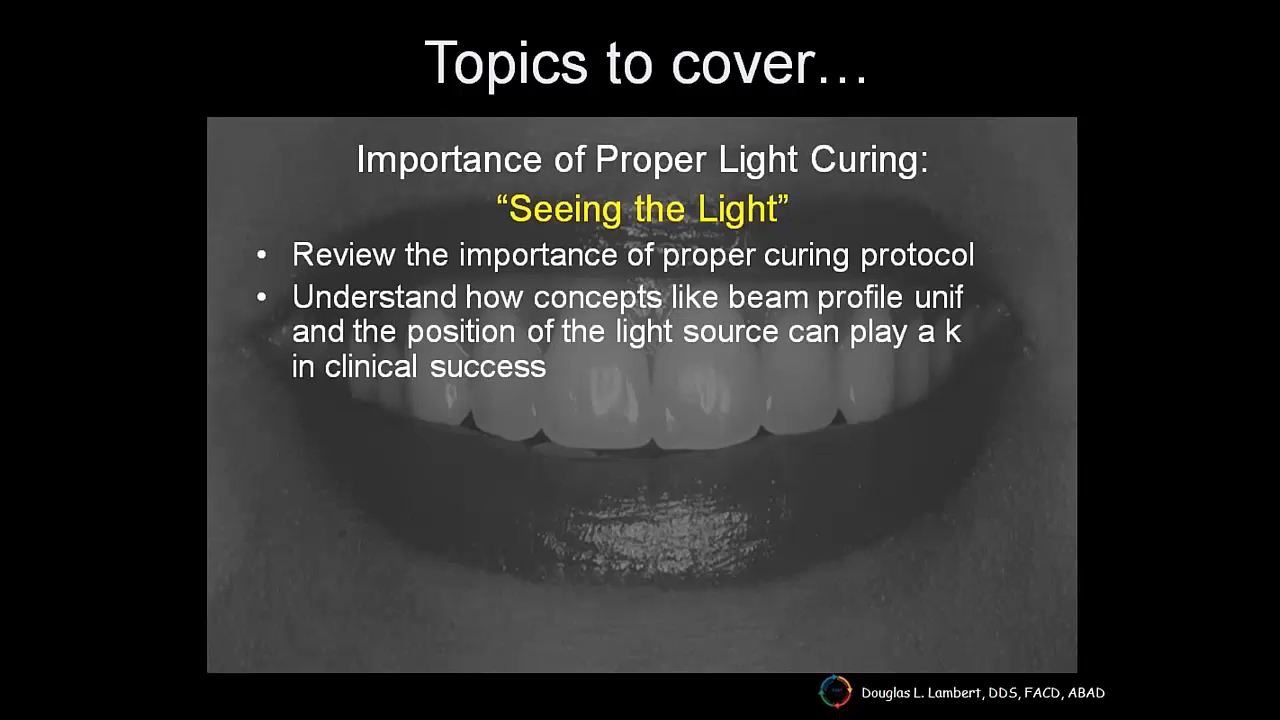 Topics to cover…
Importance of Proper Light Curing:
“Seeing the Light”
• Review the importance of proper curing protocol
• Understand how concepts like beam profile unif
and the position of the light source can play a k
in clinical success
Douglas L. Lambert, DDS, FACD, ABAD